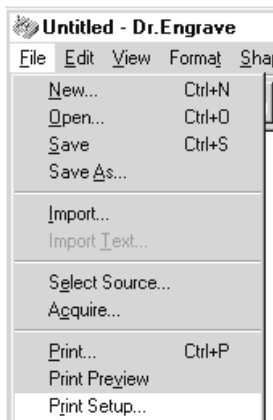 Untitled - Dr.Engrave
File Edit View Format Sha
New... Ctrl+N
Open... Ctrl+O
Save Ctrl+S
Save As...
Import...
Import Text...
Select Source...
Acquire...
Print... Ctrl+P
Print Preview
Print Setup...